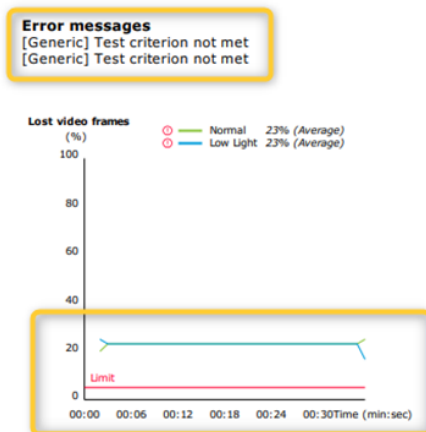 Error messages
[Generic] Test criterion not met
[Generic] Test criterion not met
Lost video frames
(%)
Normal 23% (Average)
Low Light 23% (Average)
100
80
60
40
20
Limit
0
00:00 00:06 00:12 00:18 00:24 00:30Time (min:sec)